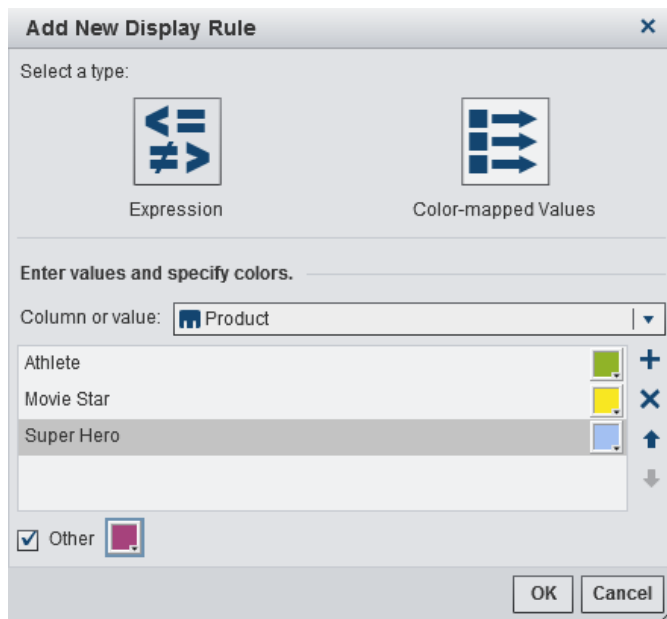 Add New Display Rule
Select a type:
Expression
Color-mapped Values
Enter values and specify colors.
Column or value: Product
Athlete
Movie Star
Super Hero
Other
OK Cancel